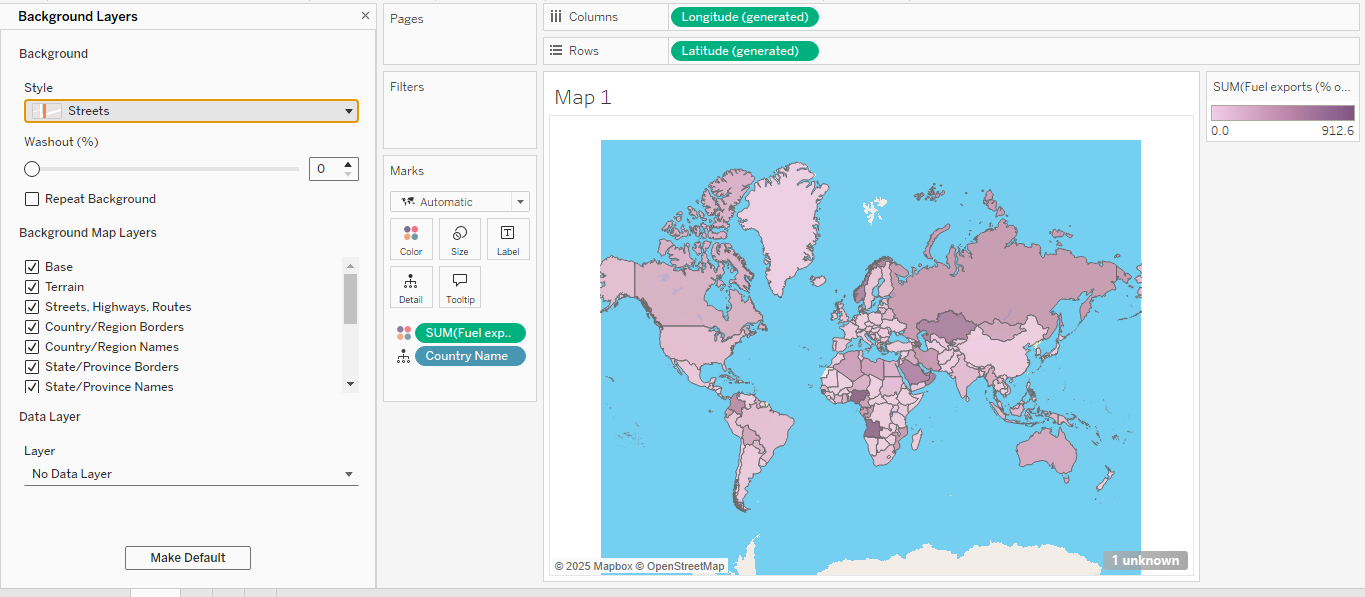 Background Layers
Background
Style
Streets
Washout (%)
0
Repeat Background
Background Map Layers
Base
Terrain
Streets, Highways, Routes
Country/Region Borders
Country/Region Names
State/Province Borders
State/Province Names
Data Layer
Layer
No Data Layer
Make Default
Pages
Filters
Marks
Automatic
Color Size Label
Detail Tooltip
SUM(Fuel exp..
Country Name
Columns Longitude (generated)
Rows Latitude (generated)
Map 1
© 2025 Mapbox © OpenStreetMap
1 unknown
SUM(Fuel exports (% o...
0.0 912.6